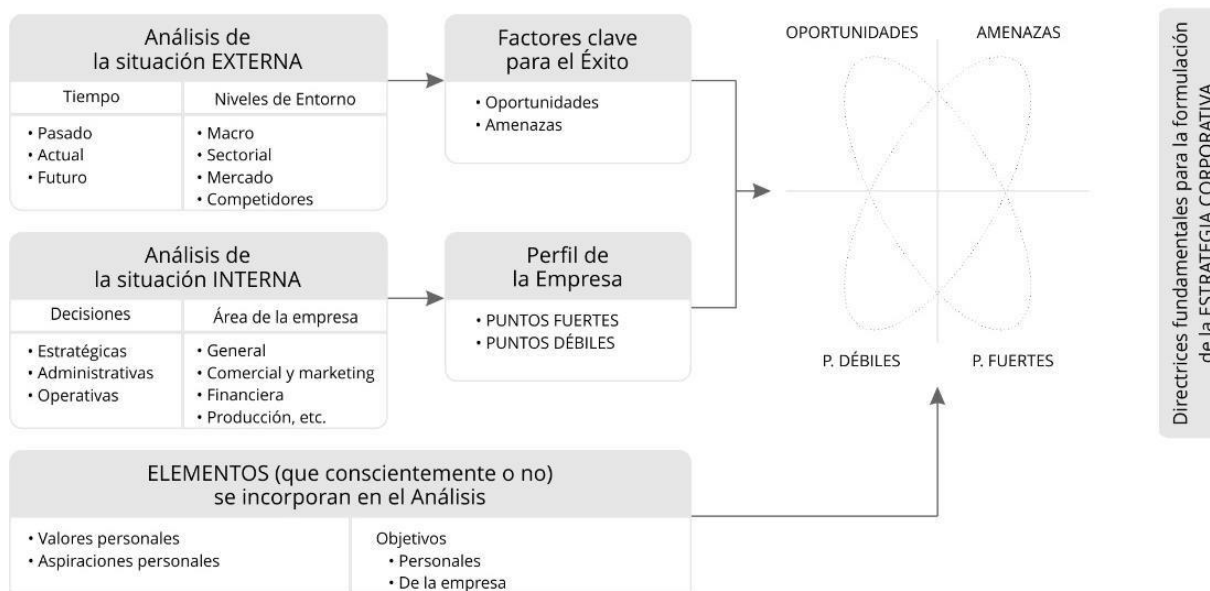 Análisis de
la situación EXTERNA
Tiempo
Niveles de Entorno
• Pasado
• Actual
• Futuro
• Macro
• Sectorial
• Mercado
• Competidores
Factores clave
para el Éxito
• Oportunidades
• Amenazas
Análisis de
la situación INTERNA
Decisiones
Área de la empresa
• Estratégicas
• Administrativas
• Operativas
• General
• Comercial y marketing
• Financiera
• Producción, etc.
Perfil de
la Empresa
• PUNTOS FUERTES
• PUNTOS DÉBILES
ELEMENTOS (que conscientemente o no)
se incorporan en el Análisis
• Valores personales
• Aspiraciones personales
Objetivos
• Personales
• De la empresa
OPORTUNIDADES
AMENAZAS
P. DÉBILES
P. FUERTES
Directrices fundamentales para la formulación
de la ESTRATEGIA CORPORATIVA